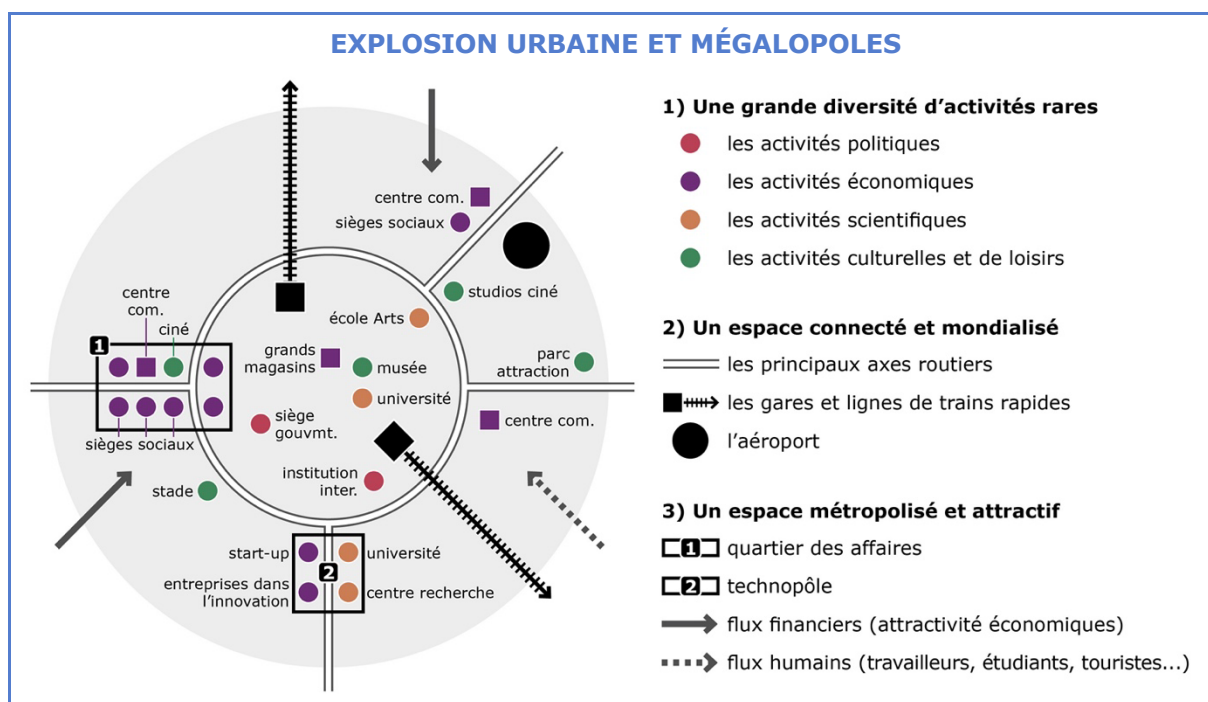 EXPLOSION URBAINE ET MÉGALOPOLES
centre com.
sièges sociaux
studios ciné
école Arts
centre
com.
ciné
1
grands
magasins
musée
parc
attraction
université
siège
gouvmt.
centre com.
sièges sociaux
institution
inter.
stade
start-up
université
2
entreprises dans
l'innovation
centre recherche
1) Une grande diversité d'activités rares
les activités politiques
les activités économiques
les activités scientifiques
les activités culturelles et de loisirs
2) Un espace connecté et mondialisé
les principaux axes routiers
les gares et lignes de trains rapides
l'aéroport
3) Un espace métropolisé et attractif
1 quartier des affaires
2 technopôle
flux financiers (attractivité économiques)
flux humains (travailleurs, étudiants, touristes...)